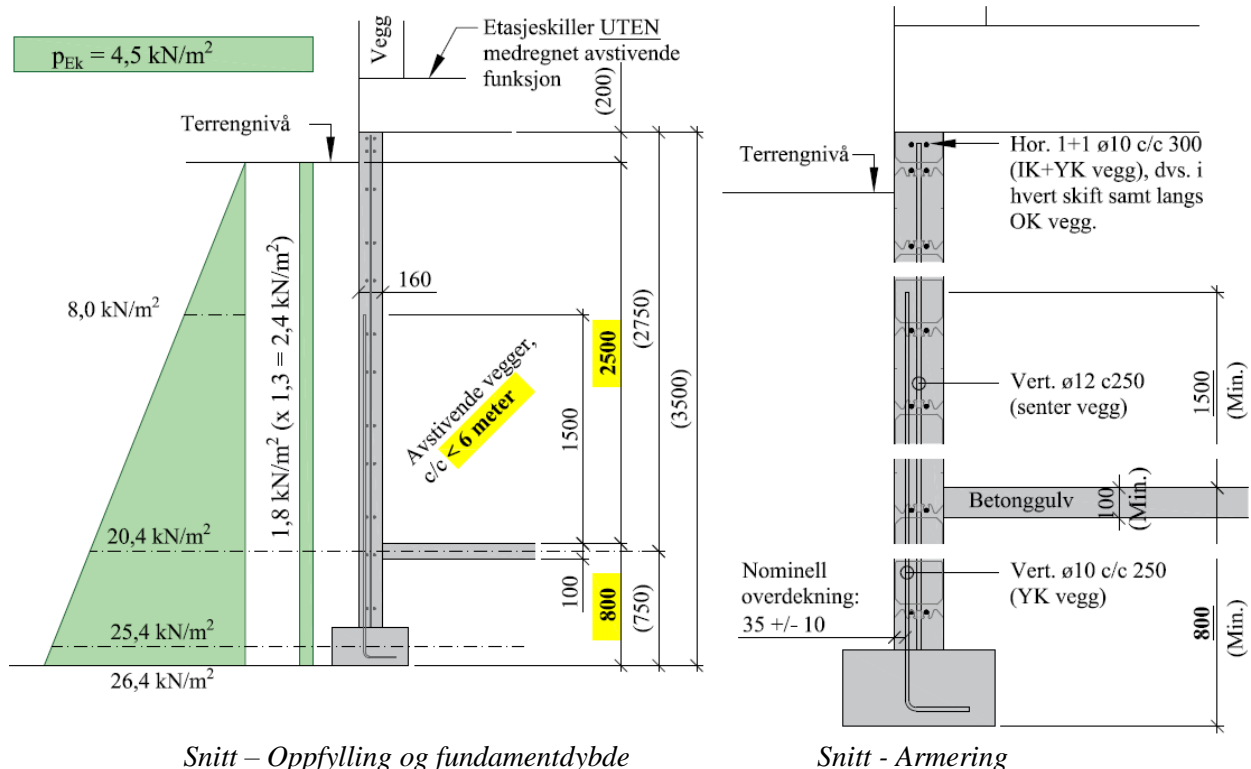 p_Ek = 4,5 kN/m²
Vegg
Etasjeskiller UTEN
medregnet avstivende
funksjon
(200)
Terrengnivå
160
8,0 kN/m²
1,8 kN/m² (x 1,3 = 2,4 kN/m²)
Avstivende vegger,
c/c < 6 meter
1500
2500
(2750)
(3500)
20,4 kN/m²
100
800
(750)
25,4 kN/m²
26,4 kN/m²
Snitt – Oppfylling og fundamentdybde
Terrengnivå
Hor. 1+1 ø10 c/c 300
(IK+YK vegg), dvs. i
hvert skift samt langs
OK vegg.
Vert. ø12 c250
(senter vegg)
1500
(Min.)
Betonggulv
100
(Min.)
Nominell
overdekning:
35 +/- 10
Vert. ø10 c/c 250
(YK vegg)
800
(Min.)
Snitt - Armering